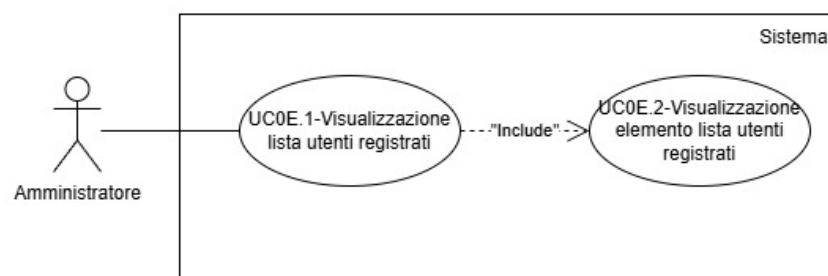 Sistema
UC0E.1-Visualizzazione
lista utenti registrati
"Include"
UC0E.2-Visualizzazione
elemento lista utenti
registrati
Amministratore